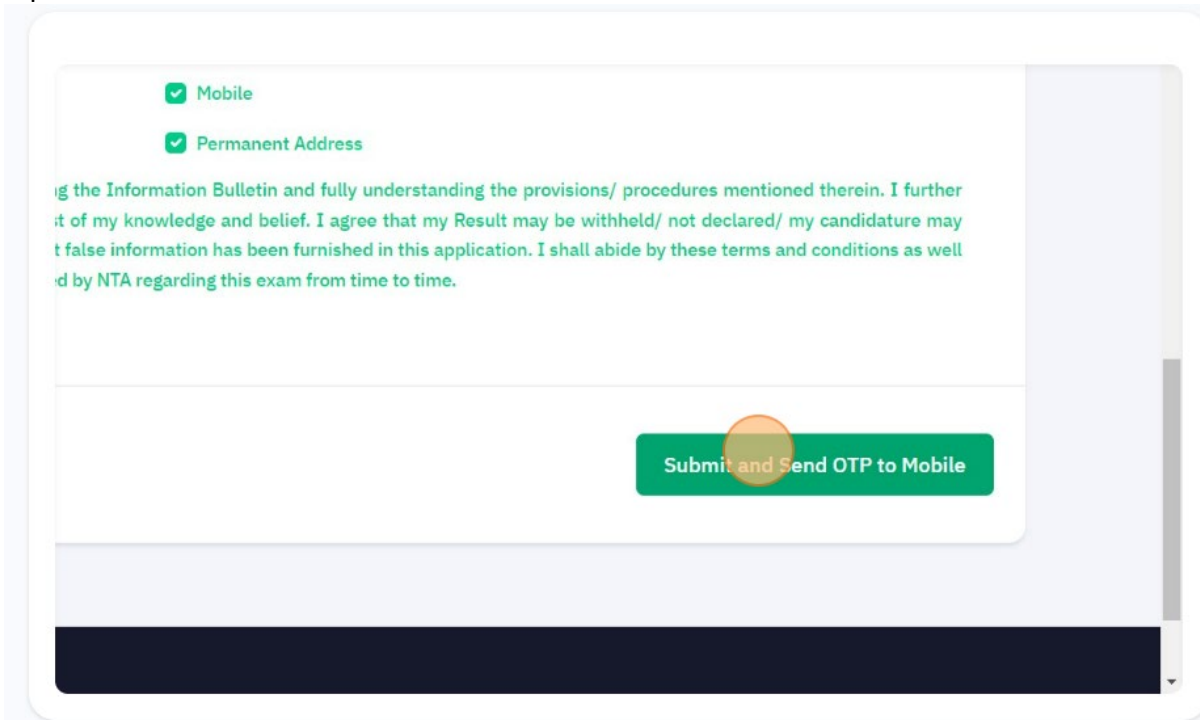 Mobile
Permanent Address
g the Information Bulletin and fully understanding the provisions/ procedures mentioned therein. I further
st of my knowledge and belief. I agree that my Result may be withheld/ not declared/ my candidature may
t false information has been furnished in this application. I shall abide by these terms and conditions as well
d by NTA regarding this exam from time to time.
Submit and Send OTP to Mobile